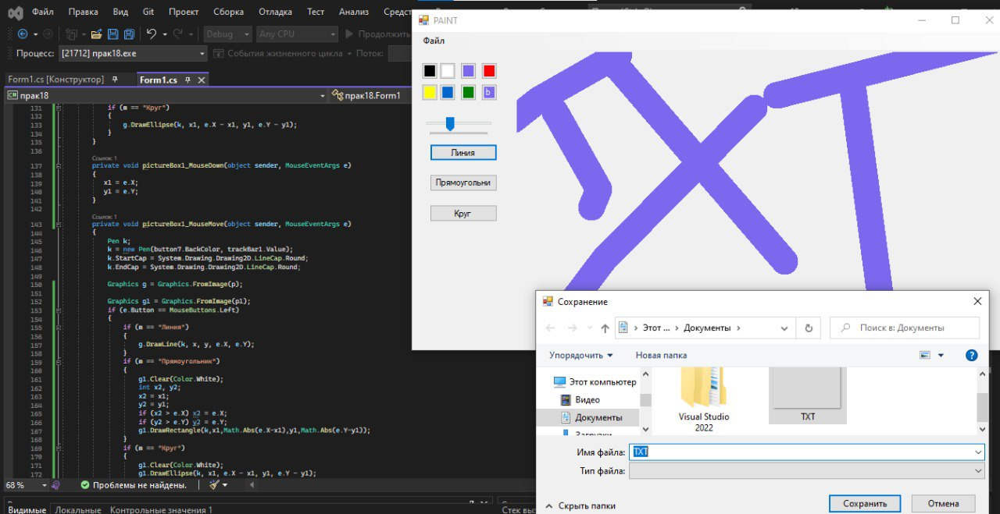 Файл Правка Вид Git Проект Сборка Отладка Тест Анализ
Debug Any CPU Продолжить
Процесс: [21712] прак18.exe События жизненного цикла Поток:
Form1.cs [Конструктор] Form1.cs
прак18 прак18.Form1
131 if (m == "Круг")
132 {
133 g.DrawEllipse(k, x1, e.X - x1, y1, e.Y - y1);
134 }
135 }
136
Ссылок: 1
137 private void pictureBox1_MouseDown(object sender, MouseEventArgs e)
138 {
139 x1 = e.X;
140 y1 = e.Y;
141 }
142
Ссылок: 1
143 private void pictureBox1_MouseMove(object sender, MouseEventArgs e)
144 {
145 Pen k;
146 k = new Pen(button7.BackColor, trackBar1.Value);
147 k.StartCap = System.Drawing.Drawing2D.LineCap.Round;
148 k.EndCap = System.Drawing.Drawing2D.LineCap.Round;
149
150 Graphics g = Graphics.FromImage(p);
151
152 Graphics g1 = Graphics.FromImage(p1);
153 if (e.Button == MouseButtons.Left)
154 {
155 if (m == "Линия")
156 {
157 g.DrawLine(k, x, y, e.X, e.Y);
158 }
159 if (m == "Прямоугольник")
160 {
161 g1.Clear(Color.White);
162 int x2, y2;
163 x2 = x1;
164 y2 = y1;
165 if (x2 > e.X) x2 = e.X;
166 if (y2 > e.Y) y2 = e.Y;
167 g1.DrawRectangle(k,x1,Math.Abs(e.X-x1),y1,Math.Abs(e.Y-y1));
168 }
169 if (m == "Круг")
170 {
171 g1.Clear(Color.White);
172 g1.DrawEllipse(k, x1, e.X - x1, y1, e.Y - y1);
68 % Проблемы не найдены.
Видимые Локальные Контрольные значения 1
PAINT
Файл
b
Линия
Прямоугольни
Круг
Сохранение
Этот ... Документы Поиск в: Документы
Упорядочить Новая папка
Этот компьютер
Видео
Документы
Загрузки
Visual Studio
2022
TXT
Имя файла: TXT
Тип файла:
Скрыть папки Сохранить Отмена